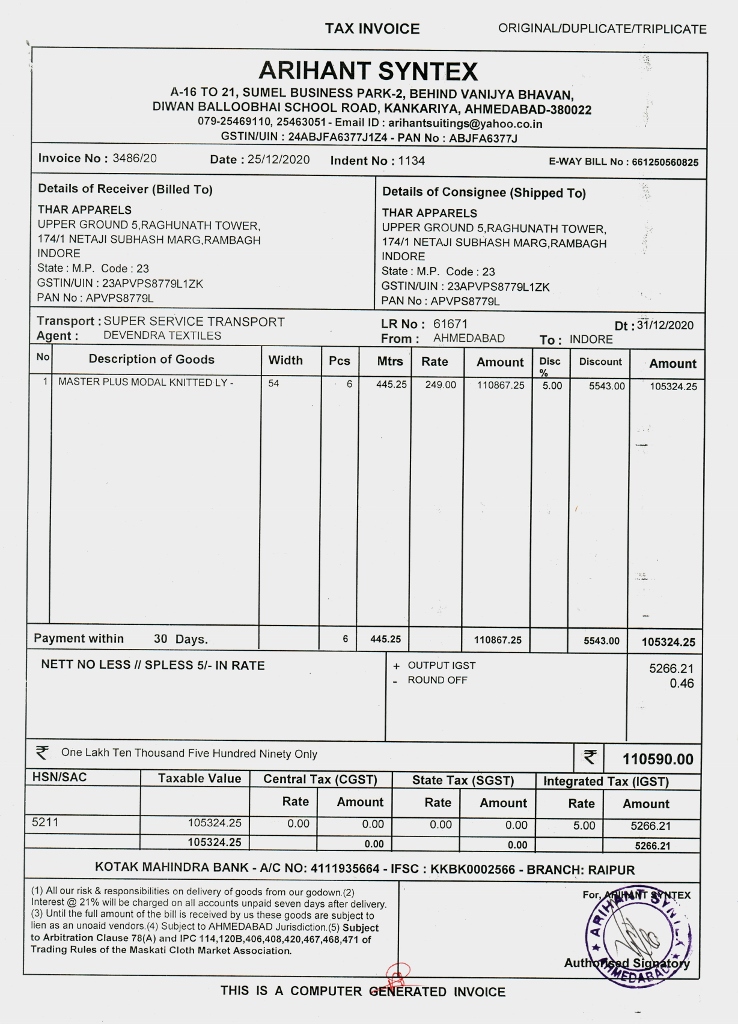 TAX INVOICE ORIGINAL/DUPLICATE/TRIPLICATE
ARIHANT SYNTEX
A-16 TO 21, SUMEL BUSINESS PARK-2, BEHIND VANIJYA BHAVAN,
DIWAN BALLOOBHAI SCHOOL ROAD, KANKARIYA, AHMEDABAD-380022
079-25469110, 25463051 - Email ID : arihantsuitings@yahoo.co.in
GSTIN/UIN : 24ABJFA6377J1Z4 - PAN No : ABJFA6377J
Invoice No : 3486/20 Date : 25/12/2020 Indent No : 1134 E-WAY BILL No : 661250560825
Details of Receiver (Billed To)
THAR APPARELS
UPPER GROUND 5,RAGHUNATH TOWER,
174/1 NETAJI SUBHASH MARG,RAMBAGH
INDORE
State : M.P. Code : 23
GSTIN/UIN : 23APVPS8779L1ZK
PAN No : APVPS8779L
Details of Consignee (Shipped To)
THAR APPARELS
UPPER GROUND 5,RAGHUNATH TOWER,
174/1 NETAJI SUBHASH MARG,RAMBAGH
INDORE
State : M.P. Code : 23
GSTIN/UIN : 23APVPS8779L1ZK
PAN No : APVPS8779L
Transport : SUPER SERVICE TRANSPORT LR No : 61671 Dt : 31/12/2020
Agent : DEVENDRA TEXTILES From : AHMEDABAD To : INDORE
No Description of Goods Width Pcs Mtrs Rate Amount Disc % Discount Amount
1 MASTER PLUS MODAL KNITTED LY - 54 6 445.25 249.00 110867.25 5.00 5543.00 105324.25
Payment within 30 Days. 6 445.25 110867.25 5543.00 105324.25
NETT NO LESS // SPLESS 5/- IN RATE + OUTPUT IGST 5266.21
- ROUND OFF 0.46
₹ One Lakh Ten Thousand Five Hundred Ninety Only ₹ 110590.00
HSN/SAC Taxable Value Central Tax (CGST) State Tax (SGST) Integrated Tax (IGST)
Rate Amount Rate Amount Rate Amount
5211 105324.25 0.00 0.00 0.00 0.00 5.00 5266.21
105324.25 0.00 0.00 5266.21
KOTAK MAHINDRA BANK - A/C NO: 4111935664 - IFSC : KKBK0002566 - BRANCH: RAIPUR
(1) All our risk & responsibilities on delivery of goods from our godown.(2)
Interest @ 21% will be charged on all accounts unpaid seven days after delivery.
(3) Until the full amount of the bill is received by us these goods are subject to
lien as an unoaid vendors.(4) Subject to AHMEDABAD Jurisdiction.(5) Subject
to Arbitration Clause 78(A) and IPC 114,120B,406,408,420,467,468,471 of
Trading Rules of the Maskati Cloth Market Association.
For, ARIHANT SYNTEX
ARIHANT SYNTEX
AHMEDABAD
Authorised Signatory
THIS IS A COMPUTER GENERATED INVOICE